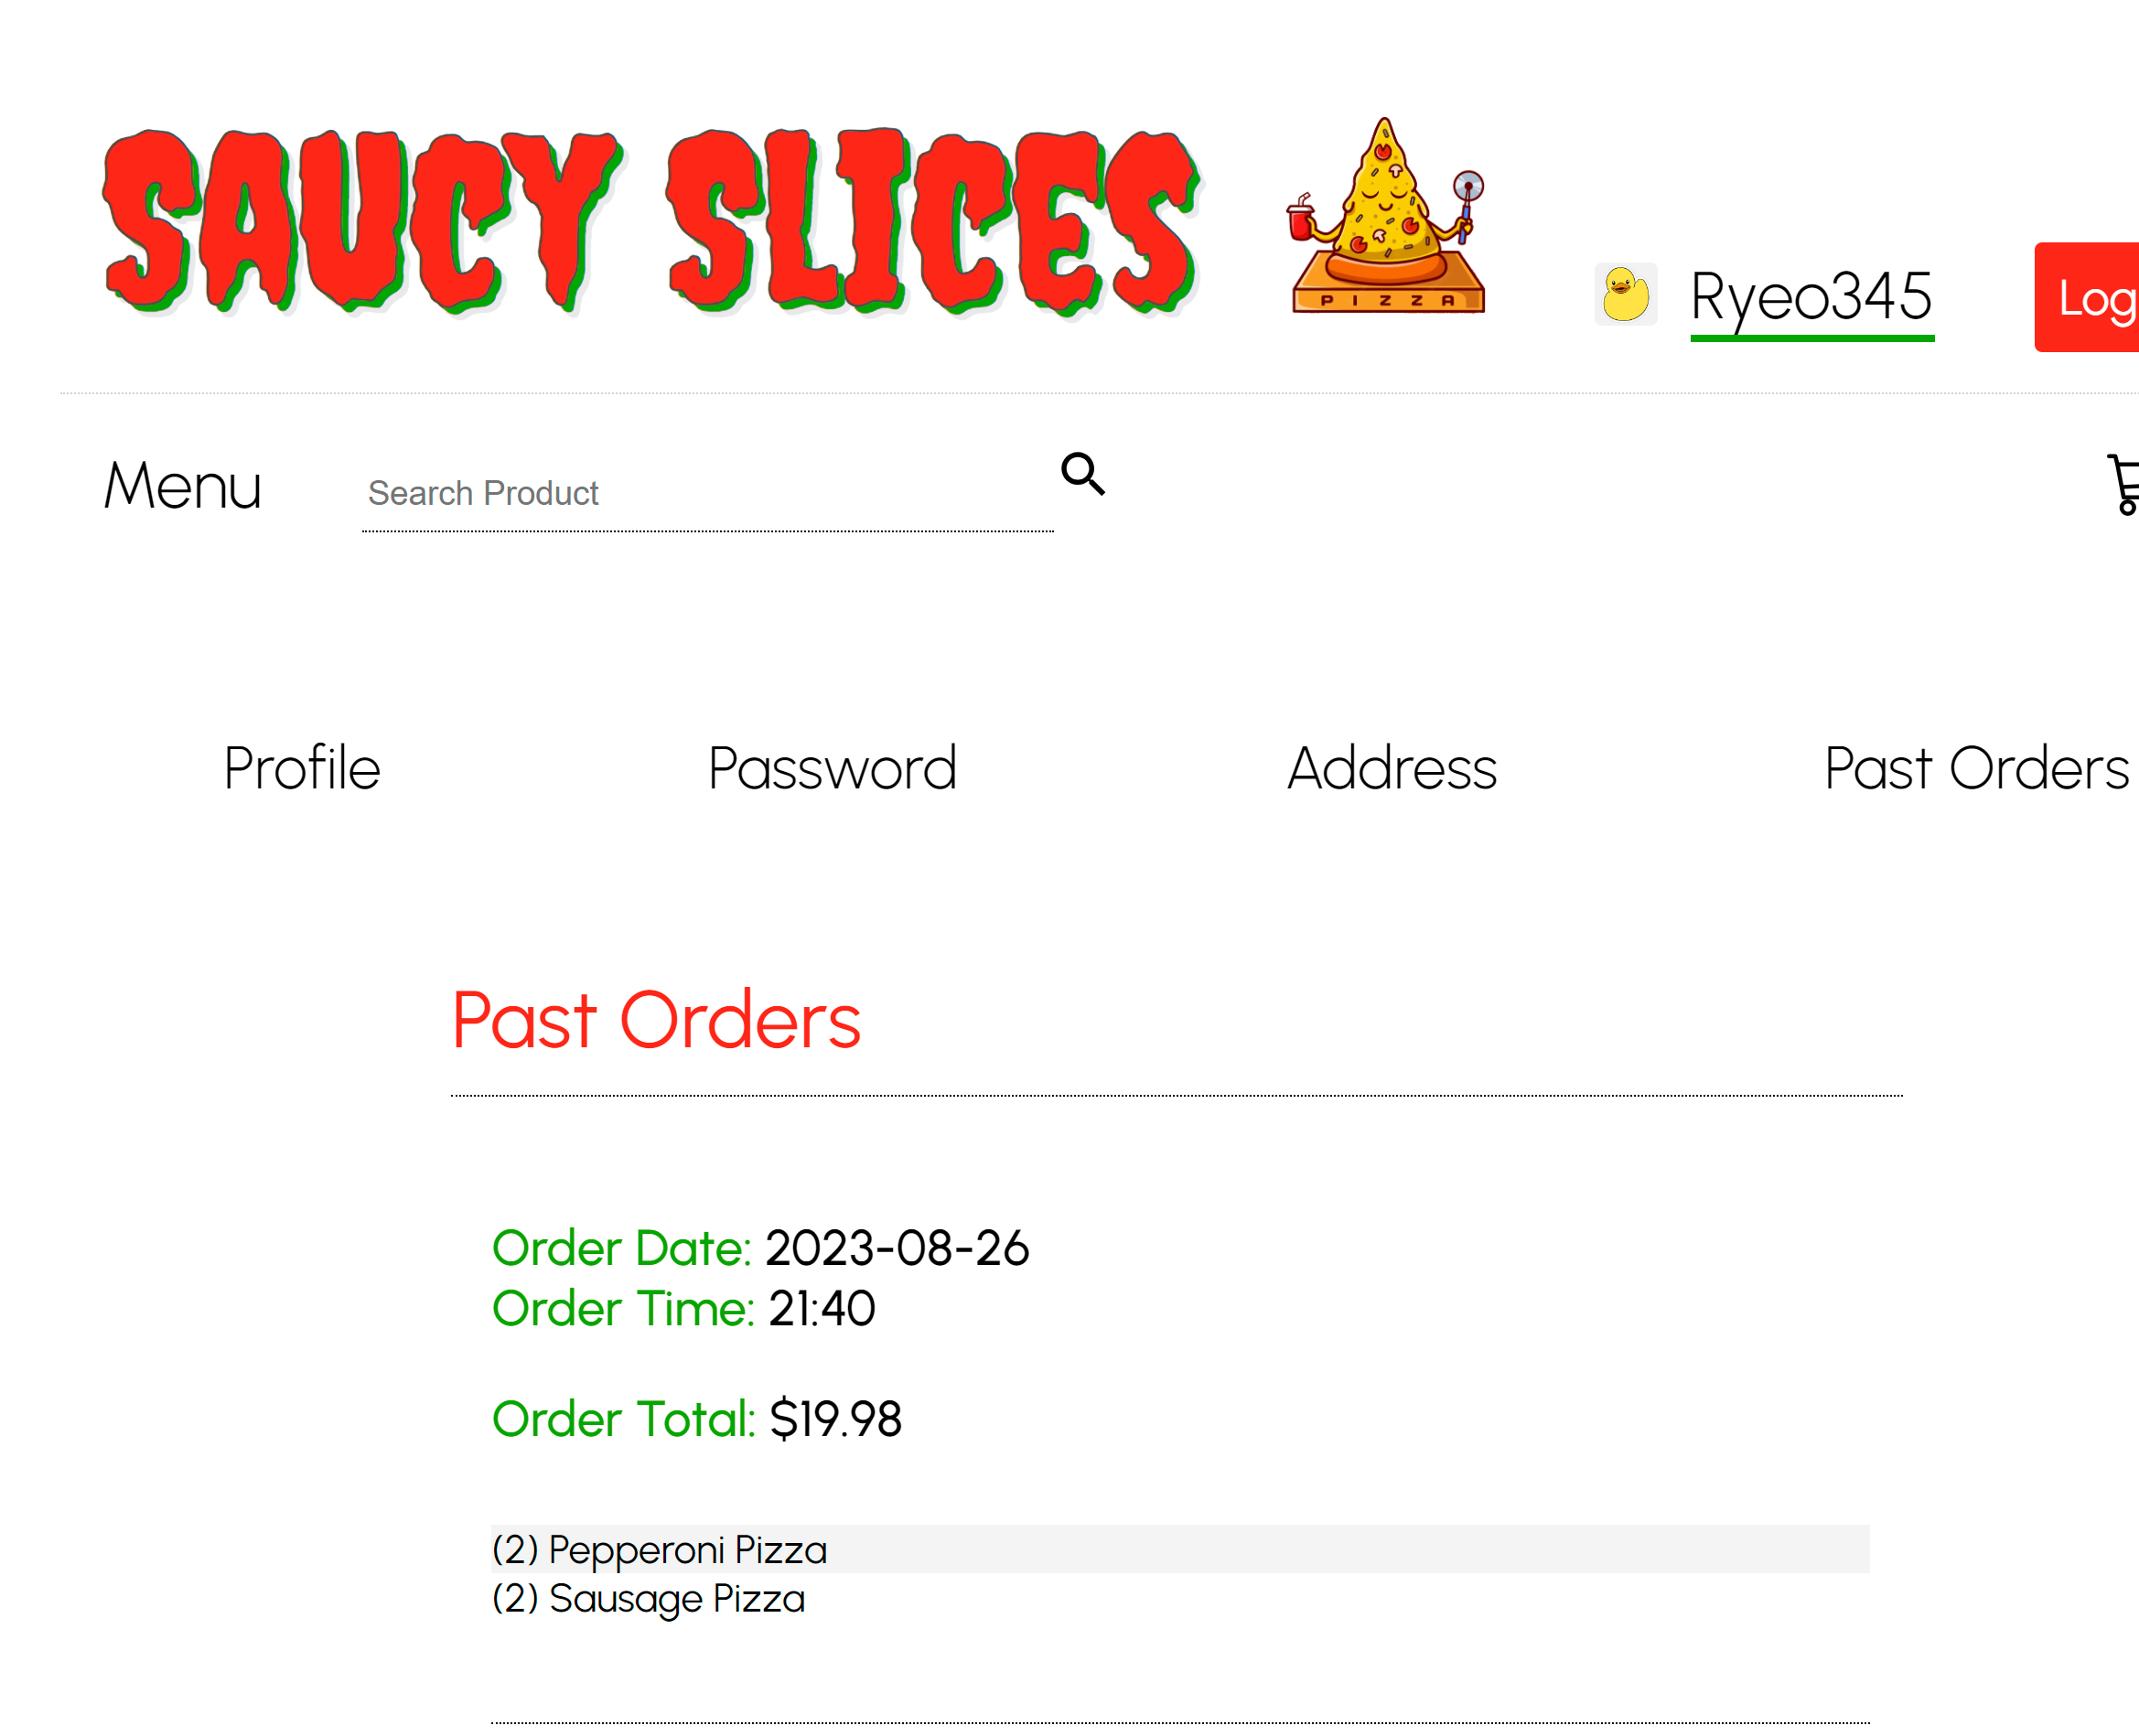 SAUCY SLICES
PIZZA
Ryeo345
Log
Menu
Search Product
Profile
Password
Address
Past Orders
Past Orders
Order Date: 2023-08-26
Order Time: 21:40
Order Total: $19.98
(2) Pepperoni Pizza
(2) Sausage Pizza